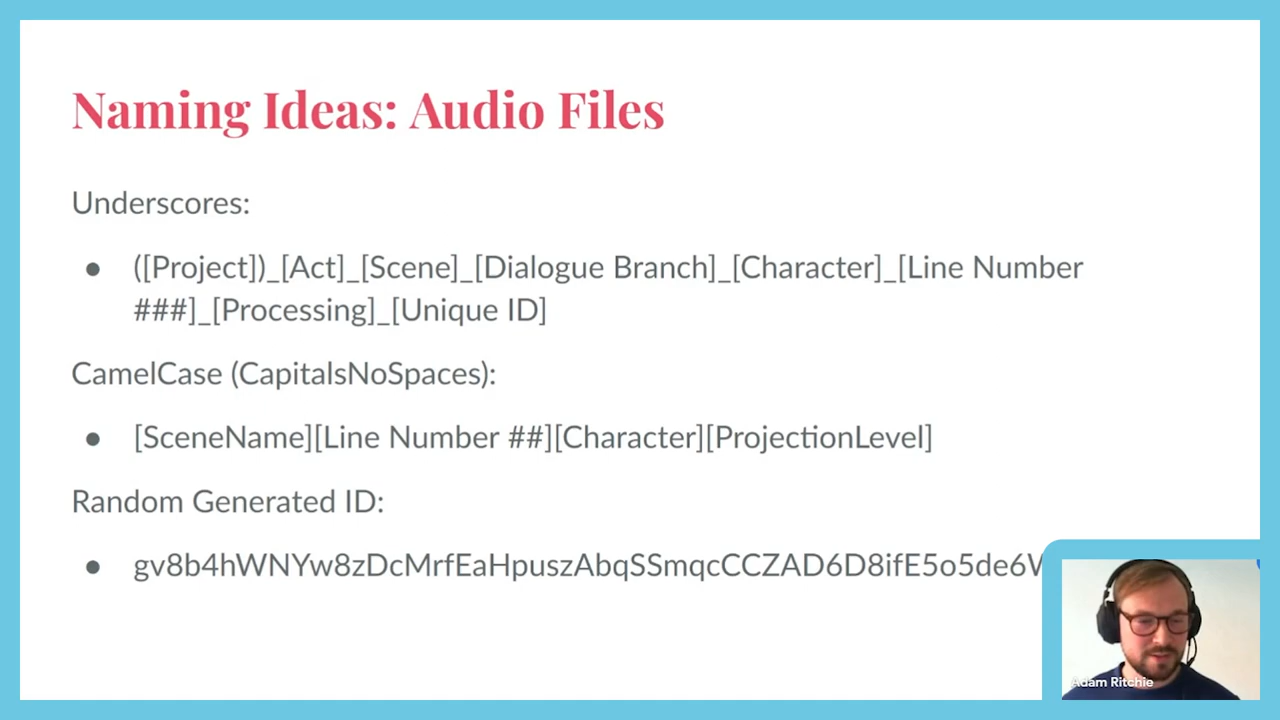 Naming Ideas: Audio Files
Underscores:
● ([Project])_[Act]_[Scene]_[Dialogue Branch]_[Character]_[Line Number
###]_[Processing]_[Unique ID]
CamelCase (CapitalsNoSpaces):
● [SceneName][Line Number ##][Character][ProjectionLevel]
Random Generated ID:
● gv8b4hWNYw8zDcMrfEaHpuszAbqSSmqcCCZAD6D8ifE5o5de6W
Adam Ritchie